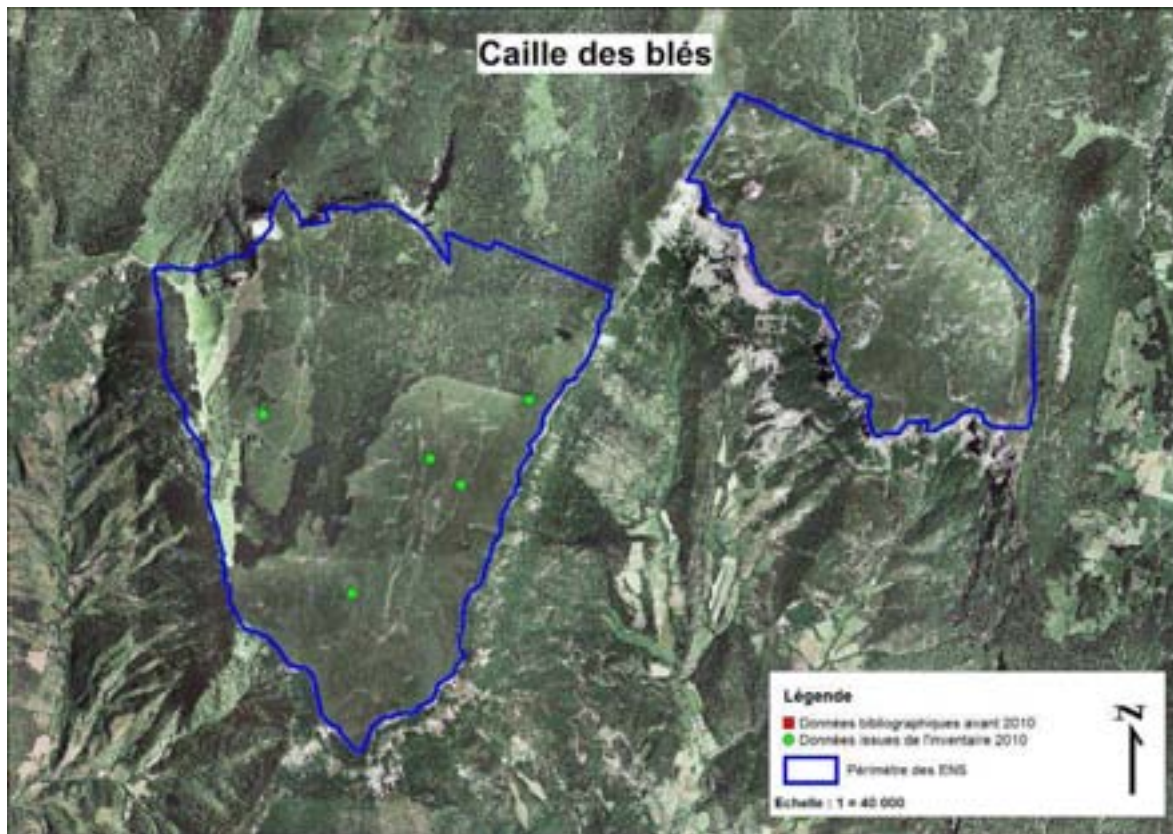 Caille des blés
Légende
Données bibliographiques avant 2010
Données issues de l'inventaire 2010
Périmètre des ENS
Echelle : 1 = 40 000
N